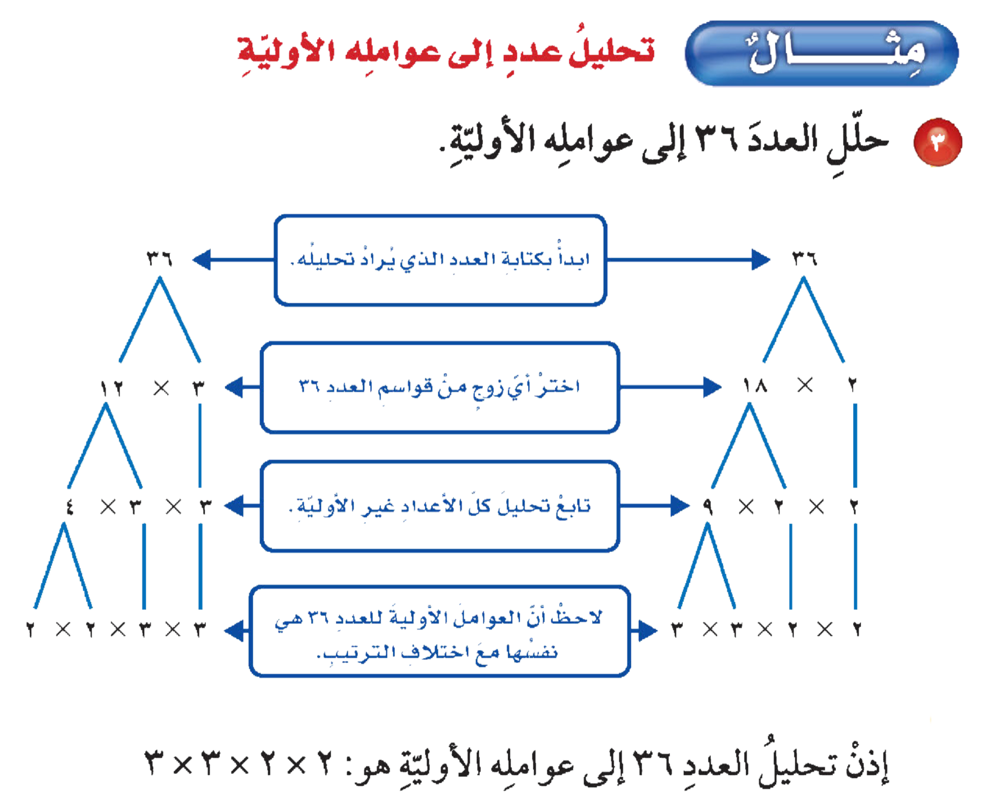 مِثــالٌ تحليلُ عددٍ إلى عواملِه الأوليّةِ
٣ حلّلِ العددَ ٣٦ إلى عواملِه الأوليّةِ.
٣٦ ابدأْ بكتابةِ العددِ الذي يُرادُ تحليلُه. ٣٦
٢ × ١٨ اخترْ أيَّ زوجٍ منْ قواسمِ العددِ ٣٦ ٣ × ١٢
٢ × ٢ × ٩ تابعْ تحليلَ كلّ الأعدادِ غيرِ الأوليّةِ. ٣ × ٣ × ٤
٢ × ٢ × ٣ × ٣ لاحظْ أنَّ العواملَ الأوليةَ للعددِ ٣٦ هي ٣ × ٣ × ٢ × ٢
نفسُها معَ اختلافِ الترتيبِ.
إذنْ تحليلُ العددِ ٣٦ إلى عواملِه الأوليّةِ هو: ٢ × ٢ × ٣ × ٣